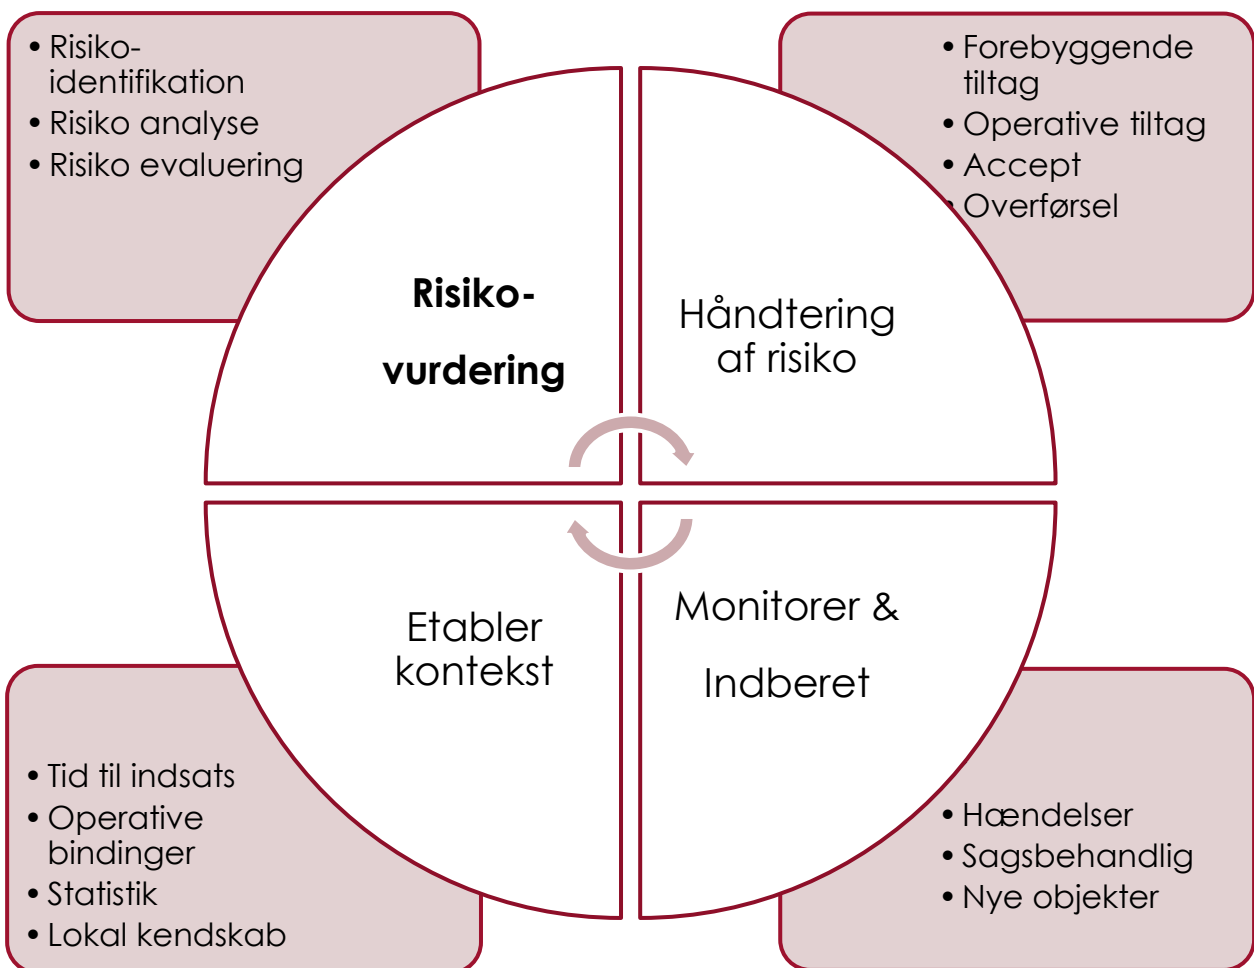 • Risiko-
identifikation
• Risiko analyse
• Risiko evaluering
• Forebyggende
tiltag
• Operative tiltag
• Accept
• Overførsel
Risiko-
vurdering
Håndtering
af risiko
Etabler
kontekst
Monitorer &
Indberet
• Tid til indsats
• Operative
bindinger
• Statistik
• Lokal kendskab
• Hændelser
• Sagsbehandlig
• Nye objekter